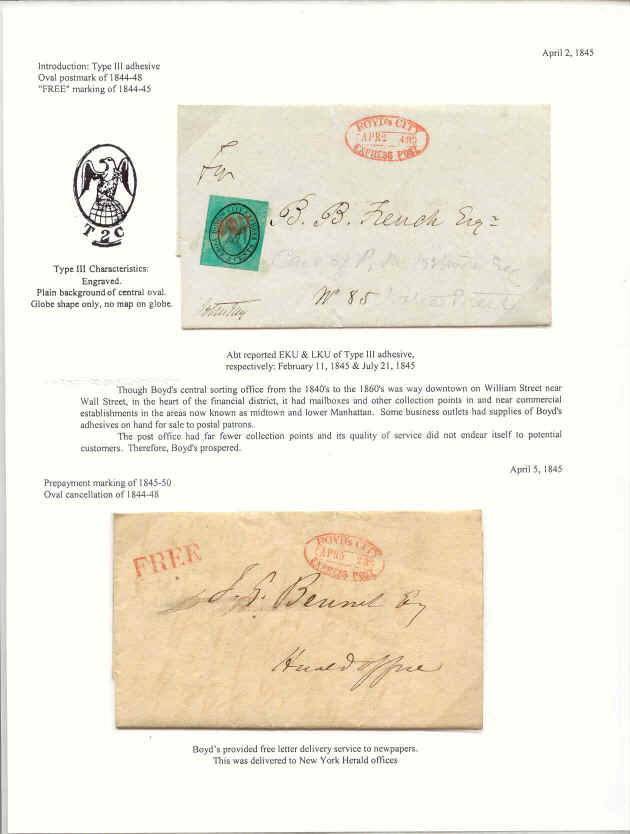 April 2, 1845
Introduction: Type III adhesive
Oval postmark of 1844-48
"FREE" marking of 1844-45
BOYD's CITY
APR2
EXPRESS POST
For
B. B. French Esqr
Care of P.
No 85
T 2 C
Type III Characteristics:
Engraved.
Plain background of central oval.
Globe shape only, no map on globe.
Abt reported EKU & LKU of Type III adhesive,
respectively: February 11, 1845 & July 21, 1845
Though Boyd's central sorting office from the 1840's to the 1860's was way downtown on William Street near
Wall Street, in the heart of the financial district, it had mailboxes and other collection points in and near commercial
establishments in the areas now known as midtown and lower Manhattan. Some business outlets had supplies of Boyd's
adhesives on hand for sale to postal patrons.
The post office had far fewer collection points and its quality of service did not endear itself to potential
customers. Therefore, Boyd's prospered.
April 5, 1845
Prepayment marking of 1845-50
Oval cancellation of 1844-48
FREE
BOYD's CITY
APR5
EXPRESS POST
J. G. Bennet Esq
Herald office
Boyd's provided free letter delivery service to newpapers.
This was delivered to New York Herald offices